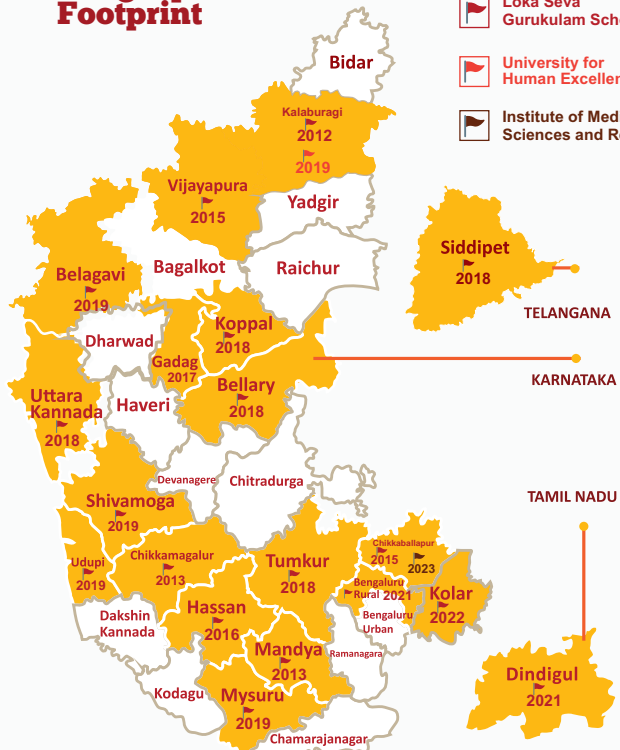 Footprint
Loka Seva
Gurukulam
University for
Human
Institute of
Sciences and
Bidar
Kalaburagi
2012
2019
Vijayapura
2015
Yadgir
Siddipet
2018
Bagalkot
Raichur
Belagavi
2019
TELANGANA
Koppal
2018
Dharwad
Gadag
2017
KARNATAKA
Bellary
2018
Uttara
Kannada
2018
Haveri
Devanagere
Chitradurga
TAMIL NADU
Shivamoga
2019
Chikkaballapur
2015
2023
Chikkamagalur
2013
Udupi
2019
Tumkur
2018
Bengaluru
Rural 2021
Kolar
2022
Hassan
2016
Bengaluru
Urban
Dakshin
Kannada
Mandya
2013
Ramanagara
Dindigul
2021
Kodagu
Mysuru
2019
Chamarajanagar